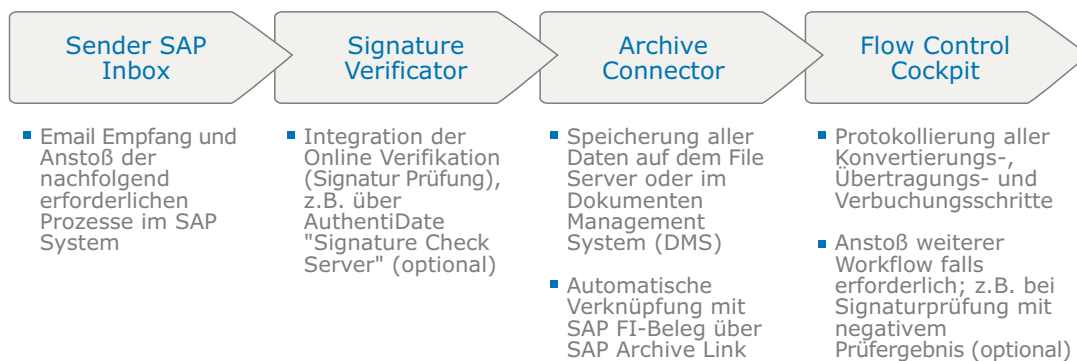 Sender SAP
Inbox
Signature
Verificator
Archive
Connector
Flow Control
Cockpit
Email Empfang und
Anstoß der
nachfolgend
erforderlichen
Prozesse im SAP
System
Integration der
Online Verifikation
(Signatur Prüfung),
z.B. über
AuthentiDate
"Signature Check
Server" (optional)
Speicherung aller
Daten auf dem File
Server oder im
Dokumenten
Management
System (DMS)
Automatische
Verknüpfung mit
SAP FI-Beleg über
SAP Archive Link
Protokollierung aller
Konvertierungs-,
Übertragungs- und
Verbuchungsschritte
Anstoß weiterer
Workflow falls
erforderlich; z.B. bei
Signaturprüfung mit
negativem
Prüfergebnis (optional)